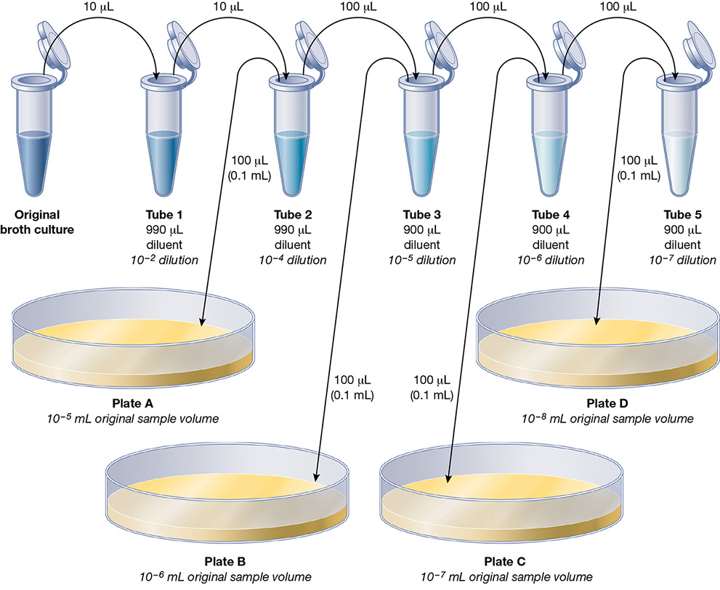 10 μL
10 μL
100 μL
100 μL
100 μL
100 μL
(0.1 mL)
100 μL
(0.1 mL)
Original
broth culture
Tube 1
990 μL
diluent
10⁻² dilution
Tube 2
990 μL
diluent
10⁻⁴ dilution
Tube 3
900 μL
diluent
10⁻⁵ dilution
Tube 4
900 μL
diluent
10⁻⁶ dilution
Tube 5
900 μL
diluent
10⁻⁷ dilution
100 μL
(0.1 mL)
100 μL
(0.1 mL)
Plate A
10⁻⁵ mL original sample volume
Plate D
10⁻⁸ mL original sample volume
Plate B
10⁻⁶ mL original sample volume
Plate C
10⁻⁷ mL original sample volume